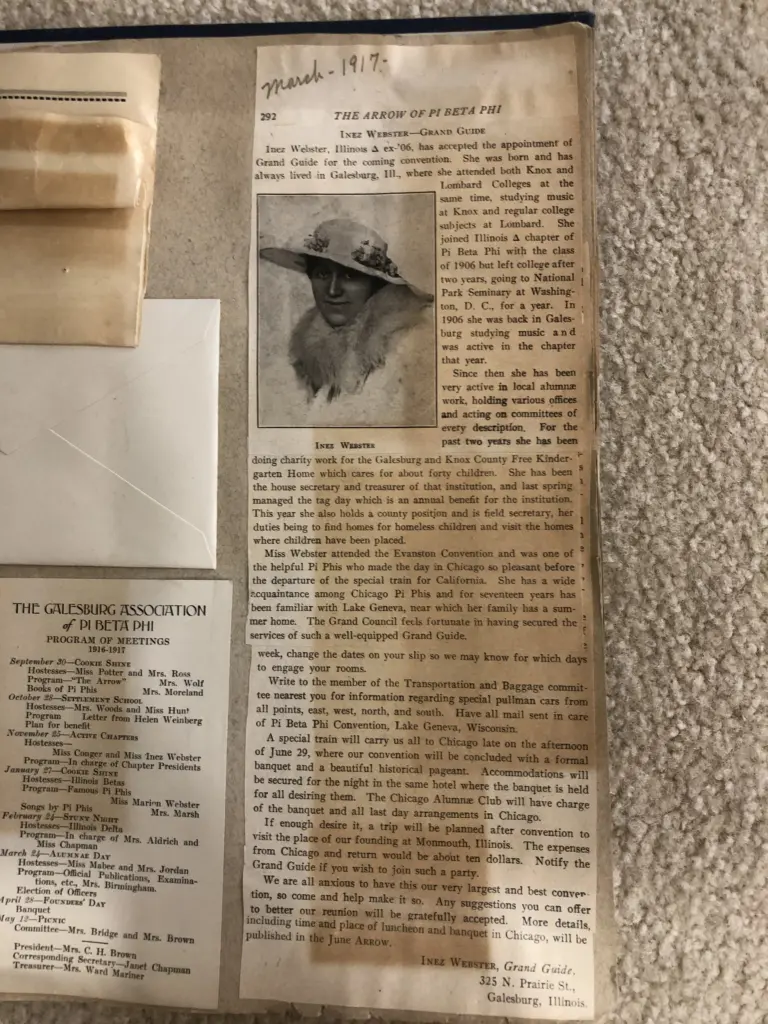 March - 1917 -
292 THE ARROW OF PI BETA PHI
INEZ WEBSTER—GRAND GUIDE
Inez Webster, Illinois Δ ex-'06, has accepted the appointment of
Grand Guide for the coming convention. She was born and has
always lived in Galesburg, Ill., where she attended both Knox and
Lombard Colleges at the
same time, studying music
at Knox and regular college
subjects at Lombard. She
joined Illinois Δ chapter of
Pi Beta Phi with the class
of 1906 but left college after
two years, going to National
Park Seminary at Washing-
ton, D. C., for a year. In
1906 she was back in Gales-
burg studying music and
was active in the chapter
that year.
Since then she has been
very active in local alumnæ
work, holding various offices
and acting on committees of
every description. For the
past two years she has been
INEZ WEBSTER
doing charity work for the Galesburg and Knox County Free Kinder-
garten Home which cares for about forty children. She has been
the house secretary and treasurer of that institution, and last spring
managed the tag day which is an annual benefit for the institution.
This year she also holds a county position and is field secretary, her
duties being to find homes for homeless children and visit the homes
where children have been placed.
Miss Webster attended the Evanston Convention and was one of
the helpful Pi Phis who made the day in Chicago so pleasant before
the departure of the special train for California. She has a wide
acquaintance among Chicago Pi Phis and for seventeen years has
been familiar with Lake Geneva, near which her family has a sum-
mer home. The Grand Council feels fortunate in having secured the
services of such a well-equipped Grand Guide.
week, change the dates on your slip so we may know for which days
to engage your rooms.
Write to the member of the Transportation and Baggage commit-
tee nearest you for information regarding special pullman cars from
all points, east, west, north, and south. Have all mail sent in care
of Pi Beta Phi Convention, Lake Geneva, Wisconsin.
A special train will carry us all to Chicago late on the afternoon
of June 29, where our convention will be concluded with a formal
banquet and a beautiful historical pageant. Accommodations will
be secured for the night in the same hotel where the banquet is held
for all desiring them. The Chicago Alumnæ Club will have charge
of the banquet and all last day arrangements in Chicago.
If enough desire it, a trip will be planned after convention to
visit the place of our founding at Monmouth, Illinois. The expenses
from Chicago and return would be about ten dollars. Notify the
Grand Guide if you wish to join such a party.
We are all anxious to have this our very largest and best conven-
tion, so come and help make it so. Any suggestions you can offer
to better our reunion will be gratefully accepted. More details,
including time and place of luncheon and banquet in Chicago, will be
published in the June ARROW.
INEZ WEBSTER, Grand Guide.
325 N. Prairie St.,
Galesburg, Illinois.
THE GALESBURG ASSOCIATION
of PI BETA PHI
PROGRAM OF MEETINGS
1916-1917
September 30—COOKIE SHINE
Hostesses—Miss Potter and Mrs. Ross
Program—"The Arrow" Mrs. Wolf
Books of Pi Phis Mrs. Moreland
October 28—SETTLEMENT SCHOOL
Hostesses—Mrs. Woods and Miss Hunt
Program Letter from Helen Weinberg
Plan for benefit
November 25—ACTIVE CHAPTERS
Hostesses—
Miss Conger and Miss Inez Webster
Program—In charge of Chapter Presidents
January 27—COOKIE SHINE
Hostesses—Illinois Betas
Program—Famous Pi Phis
Miss Marion Webster
Songs by Pi Phis Mrs. Marsh
February 24—STUNT NIGHT
Hostesses—Illinois Delta
Program—In charge of Mrs. Aldrich and
Miss Chapman
March 24—ALUMNAE DAY
Hostesses—Miss Mabee and Mrs. Jordan
Program—Official Publications, Examina-
tions, etc., Mrs. Birmingham.
Election of Officers
April 28—FOUNDERS' DAY
Banquet
May 12—PICNIC
Committee—Mrs. Bridge and Mrs. Brown
President—Mrs. C. H. Brown
Corresponding Secretary—Janet Chapman
Treasurer—Mrs. Ward Mariner